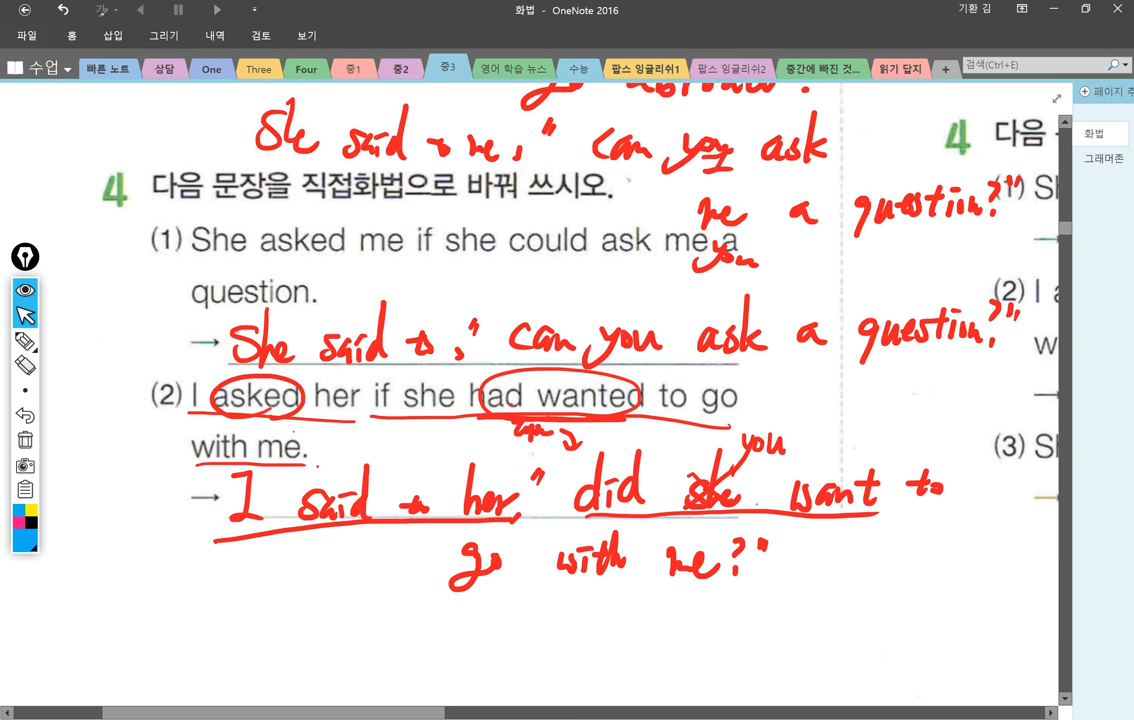 화법 - OneNote 2016
기환 김
파일 홈 삽입 그리기 내역 검토 보기
수업 빠른 노트 상담 One Three Four 중1 중2 중3 영어 학습 뉴스 수능 팝스 잉글리쉬1 팝스 잉글리쉬2 중간에 빠진 것... 읽기 답지 +
검색(Ctrl+E)
페이지 추
화법
그래머존
go abroad?
She said to me, " can you ask
me a question?"
you
4 다음 문장을 직접화법으로 바꿔 쓰시오.
(1) She asked me if she could ask me a
question.
→ She said to, " can you ask a question?"
(2) I asked her if she had wanted to go
with me.
you
→ I said to her, " did she want to
go with me?"
4 다음
(1) S
→
(2) I a
w
→
(3) S
→